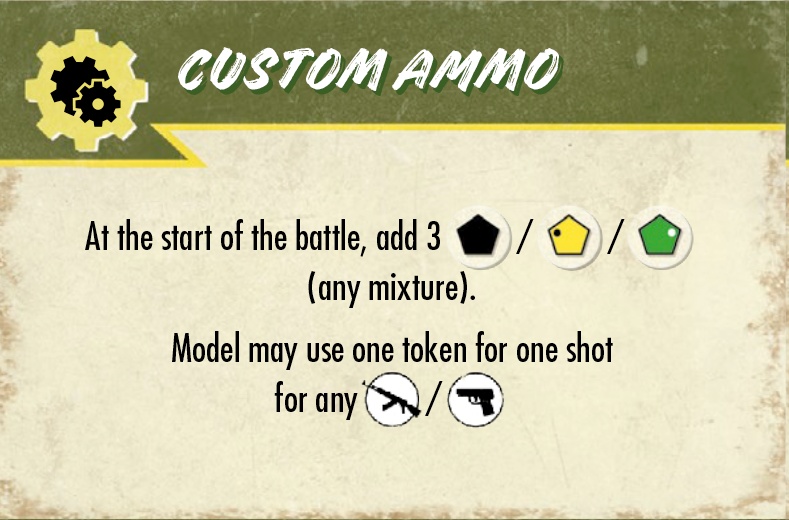 CUSTOM AMMO
At the start of the battle, add 3 / /
(any mixture).
Model may use one token for one shot
for any /